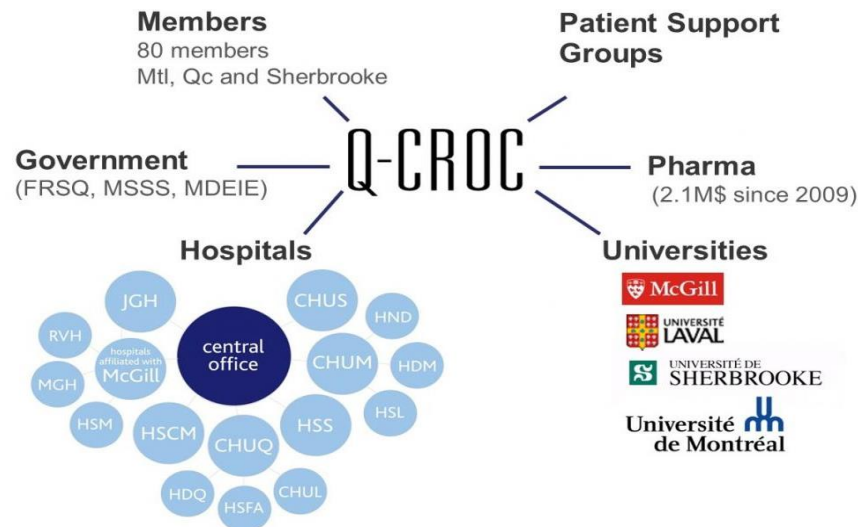 Members
80 members
Mtl, Qc and Sherbrooke
Patient Support
Groups
Q-CROC
Government
(FRSQ, MSSS, MDEIE)
Pharma
(2.1M$ since 2009)
Hospitals
Universities
JGH
CHUS
RVH
hospitals
affiliated with
McGill
central
office
HND
CHUM
HDM
MGH
HSM
HSCM
CHUQ
HSS
HSL
HDQ
HSFA
CHUL
McGill
UNIVERSITÉ
LAVAL
S
UNIVERSITÉ DE
SHERBROOKE
Université
de Montréal